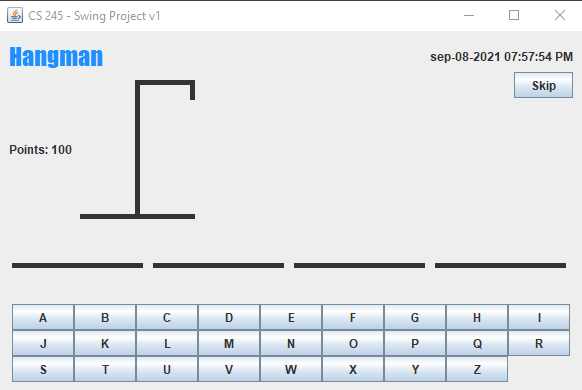 CS 245 - Swing Project v1
Hangman
sep-08-2021 07:57:54 PM
Skip
Points: 100
A B C D E F G H I
J K L M N O P Q R
S T U V W X Y Z